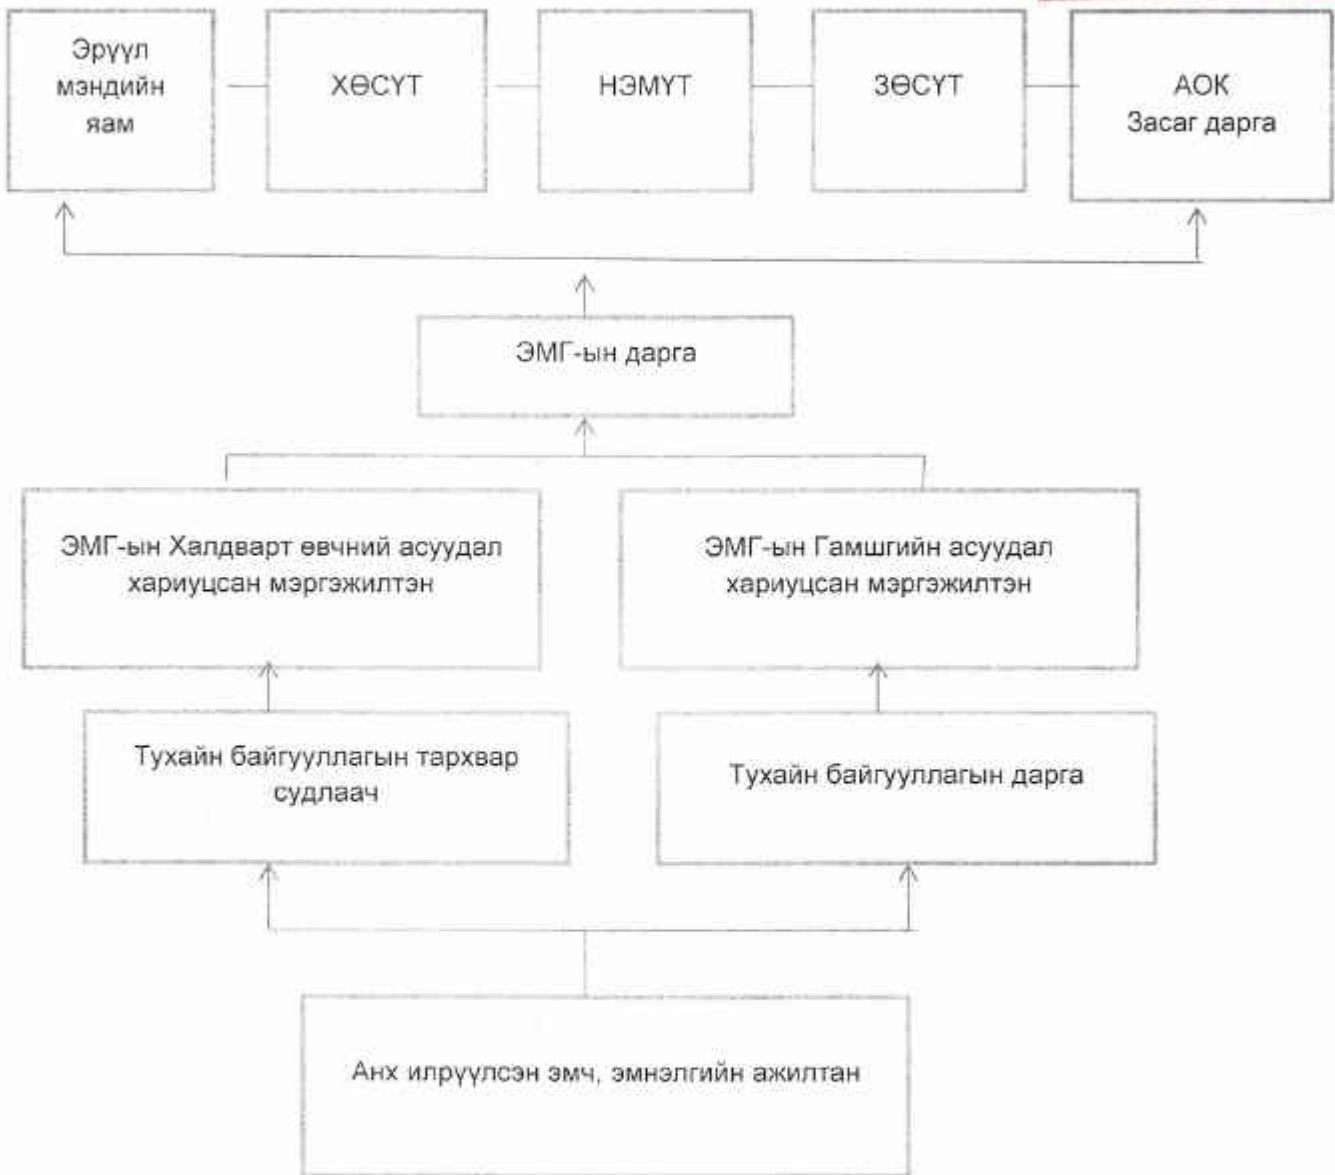 Эрүүл
мэндийн
яам
ХӨСҮТ
НЭМҮТ
ЗӨСҮТ
АОК
Засаг дарга
ЭМГ-ын дарга
ЭМГ-ын Халдварт өвчний асуудал
хариуцсан мэргэжилтэн
ЭМГ-ын Гамшгийн асуудал
хариуцсан мэргэжилтэн
Тухайн байгууллагын тархвар
судлаач
Тухайн байгууллагын дарга
Анх илрүүлсэн эмч, эмнэлгийн ажилтан